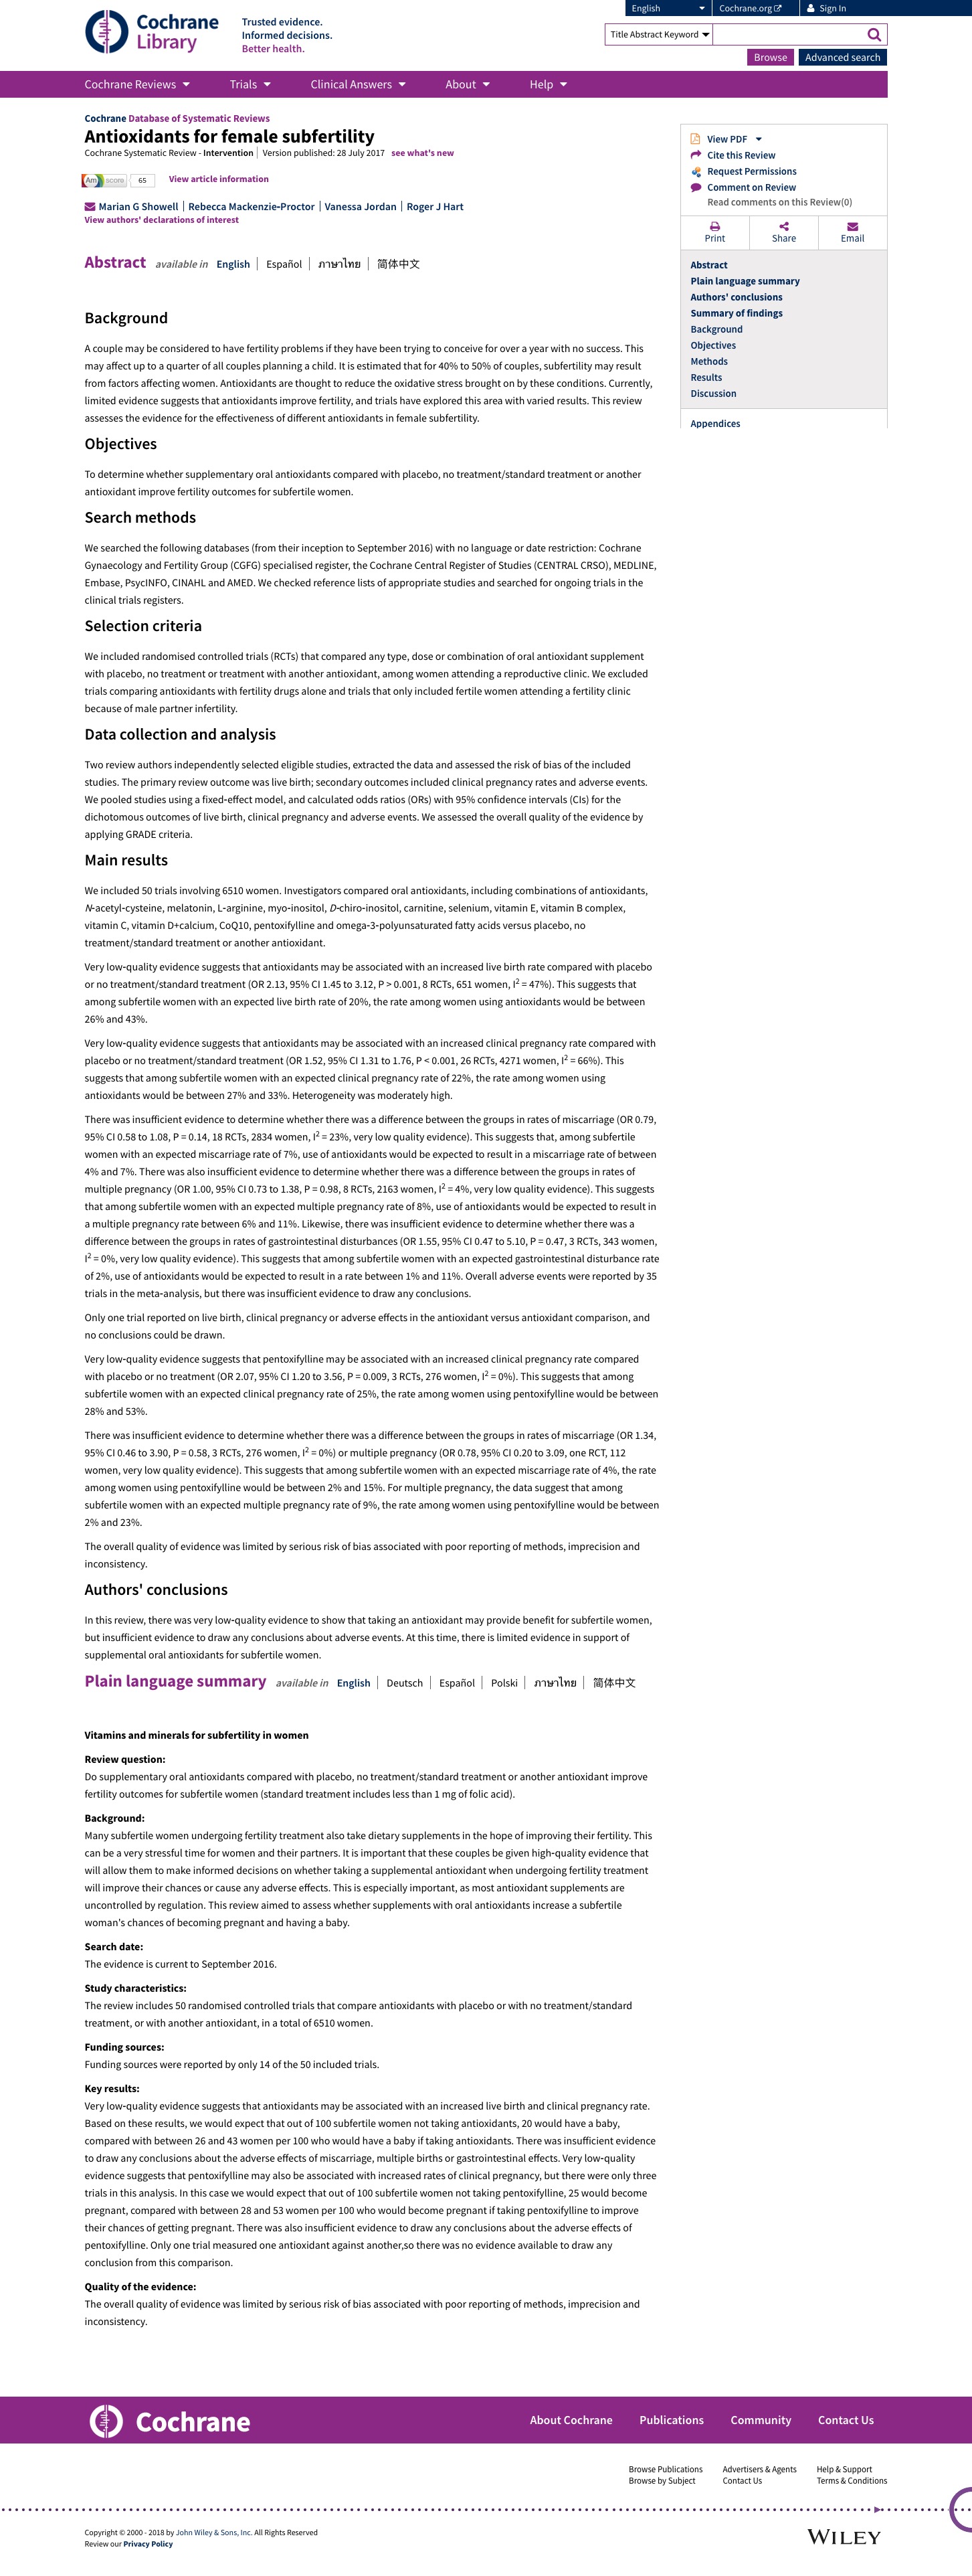 English
Cochrane.org
Sign In
Cochrane
Library
Trusted evidence.
Informed decisions.
Better health.
Title Abstract Keyword
Browse
Advanced search
Cochrane Reviews
Trials
Clinical Answers
About
Help
Cochrane Database of Systematic Reviews
Antioxidants for female subfertility
Cochrane Systematic Review - Intervention | Version published: 28 July 2017 see what's new
Am score 65
View article information
Marian G Showell | Rebecca Mackenzie-Proctor | Vanessa Jordan | Roger J Hart
View authors' declarations of interest
View PDF
Cite this Review
Request Permissions
Comment on Review
Read comments on this Review(0)
Print
Share
Email
Abstract
Plain language summary
Authors' conclusions
Summary of findings
Background
Objectives
Methods
Results
Discussion
Appendices
Abstract available in English | Español | ภาษาไทย | 简体中文
Background
A couple may be considered to have fertility problems if they have been trying to conceive for over a year with no success. This
may affect up to a quarter of all couples planning a child. It is estimated that for 40% to 50% of couples, subfertility may result
from factors affecting women. Antioxidants are thought to reduce the oxidative stress brought on by these conditions. Currently,
limited evidence suggests that antioxidants improve fertility, and trials have explored this area with varied results. This review
assesses the evidence for the effectiveness of different antioxidants in female subfertility.
Objectives
To determine whether supplementary oral antioxidants compared with placebo, no treatment/standard treatment or another
antioxidant improve fertility outcomes for subfertile women.
Search methods
We searched the following databases (from their inception to September 2016) with no language or date restriction: Cochrane
Gynaecology and Fertility Group (CGFG) specialised register, the Cochrane Central Register of Studies (CENTRAL CRSO), MEDLINE,
Embase, PsycINFO, CINAHL and AMED. We checked reference lists of appropriate studies and searched for ongoing trials in the
clinical trials registers.
Selection criteria
We included randomised controlled trials (RCTs) that compared any type, dose or combination of oral antioxidant supplement
with placebo, no treatment or treatment with another antioxidant, among women attending a reproductive clinic. We excluded
trials comparing antioxidants with fertility drugs alone and trials that only included fertile women attending a fertility clinic
because of male partner infertility.
Data collection and analysis
Two review authors independently selected eligible studies, extracted the data and assessed the risk of bias of the included
studies. The primary review outcome was live birth; secondary outcomes included clinical pregnancy rates and adverse events.
We pooled studies using a fixed-effect model, and calculated odds ratios (ORs) with 95% confidence intervals (CIs) for the
dichotomous outcomes of live birth, clinical pregnancy and adverse events. We assessed the overall quality of the evidence by
applying GRADE criteria.
Main results
We included 50 trials involving 6510 women. Investigators compared oral antioxidants, including combinations of antioxidants,
N-acetyl-cysteine, melatonin, L-arginine, myo-inositol, D-chiro-inositol, carnitine, selenium, vitamin E, vitamin B complex,
vitamin C, vitamin D+calcium, CoQ10, pentoxifylline and omega-3-polyunsaturated fatty acids versus placebo, no
treatment/standard treatment or another antioxidant.
Very low-quality evidence suggests that antioxidants may be associated with an increased live birth rate compared with placebo
or no treatment/standard treatment (OR 2.13, 95% CI 1.45 to 3.12, P > 0.001, 8 RCTs, 651 women, I² = 47%). This suggests that
among subfertile women with an expected live birth rate of 20%, the rate among women using antioxidants would be between
26% and 43%.
Very low-quality evidence suggests that antioxidants may be associated with an increased clinical pregnancy rate compared with
placebo or no treatment/standard treatment (OR 1.52, 95% CI 1.31 to 1.76, P < 0.001, 26 RCTs, 4271 women, I² = 66%). This
suggests that among subfertile women with an expected clinical pregnancy rate of 22%, the rate among women using
antioxidants would be between 27% and 33%. Heterogeneity was moderately high.
There was insufficient evidence to determine whether there was a difference between the groups in rates of miscarriage (OR 0.79,
95% CI 0.58 to 1.08, P = 0.14, 18 RCTs, 2834 women, I² = 23%, very low quality evidence). This suggests that, among subfertile
women with an expected miscarriage rate of 7%, use of antioxidants would be expected to result in a miscarriage rate of between
4% and 7%. There was also insufficient evidence to determine whether there was a difference between the groups in rates of
multiple pregnancy (OR 1.00, 95% CI 0.73 to 1.38, P = 0.98, 8 RCTs, 2163 women, I² = 4%, very low quality evidence). This suggests
that among subfertile women with an expected multiple pregnancy rate of 8%, use of antioxidants would be expected to result in
a multiple pregnancy rate between 6% and 11%. Likewise, there was insufficient evidence to determine whether there was a
difference between the groups in rates of gastrointestinal disturbances (OR 1.55, 95% CI 0.47 to 5.10, P = 0.47, 3 RCTs, 343 women,
I² = 0%, very low quality evidence). This suggests that among subfertile women with an expected gastrointestinal disturbance rate
of 2%, use of antioxidants would be expected to result in a rate between 1% and 11%. Overall adverse events were reported by 35
trials in the meta-analysis, but there was insufficient evidence to draw any conclusions.
Only one trial reported on live birth, clinical pregnancy or adverse effects in the antioxidant versus antioxidant comparison, and
no conclusions could be drawn.
Very low-quality evidence suggests that pentoxifylline may be associated with an increased clinical pregnancy rate compared
with placebo or no treatment (OR 2.07, 95% CI 1.20 to 3.56, P = 0.009, 3 RCTs, 276 women, I² = 0%). This suggests that among
subfertile women with an expected clinical pregnancy rate of 25%, the rate among women using pentoxifylline would be between
28% and 53%.
There was insufficient evidence to determine whether there was a difference between the groups in rates of miscarriage (OR 1.34,
95% CI 0.46 to 3.90, P = 0.58, 3 RCTs, 276 women, I² = 0%) or multiple pregnancy (OR 0.78, 95% CI 0.20 to 3.09, one RCT, 112
women, very low quality evidence). This suggests that among subfertile women with an expected miscarriage rate of 4%, the rate
among women using pentoxifylline would be between 2% and 15%. For multiple pregnancy, the data suggest that among
subfertile women with an expected multiple pregnancy rate of 9%, the rate among women using pentoxifylline would be between
2% and 23%.
The overall quality of evidence was limited by serious risk of bias associated with poor reporting of methods, imprecision and
inconsistency.
Authors' conclusions
In this review, there was very low-quality evidence to show that taking an antioxidant may provide benefit for subfertile women,
but insufficient evidence to draw any conclusions about adverse events. At this time, there is limited evidence in support of
supplemental oral antioxidants for subfertile women.
Plain language summary available in English | Deutsch | Español | Polski | ภาษาไทย | 简体中文
Vitamins and minerals for subfertility in women
Review question:
Do supplementary oral antioxidants compared with placebo, no treatment/standard treatment or another antioxidant improve
fertility outcomes for subfertile women (standard treatment includes less than 1 mg of folic acid).
Background:
Many subfertile women undergoing fertility treatment also take dietary supplements in the hope of improving their fertility. This
can be a very stressful time for women and their partners. It is important that these couples be given high-quality evidence that
will allow them to make informed decisions on whether taking a supplemental antioxidant when undergoing fertility treatment
will improve their chances or cause any adverse effects. This is especially important, as most antioxidant supplements are
uncontrolled by regulation. This review aimed to assess whether supplements with oral antioxidants increase a subfertile
woman's chances of becoming pregnant and having a baby.
Search date:
The evidence is current to September 2016.
Study characteristics:
The review includes 50 randomised controlled trials that compare antioxidants with placebo or with no treatment/standard
treatment, or with another antioxidant, in a total of 6510 women.
Funding sources:
Funding sources were reported by only 14 of the 50 included trials.
Key results:
Very low-quality evidence suggests that antioxidants may be associated with an increased live birth and clinical pregnancy rate.
Based on these results, we would expect that out of 100 subfertile women not taking antioxidants, 20 would have a baby,
compared with between 26 and 43 women per 100 who would have a baby if taking antioxidants. There was insufficient evidence
to draw any conclusions about the adverse effects of miscarriage, multiple births or gastrointestinal effects. Very low-quality
evidence suggests that pentoxifylline may also be associated with increased rates of clinical pregnancy, but there were only three
trials in this analysis. In this case we would expect that out of 100 subfertile women not taking pentoxifylline, 25 would become
pregnant, compared with between 28 and 53 women per 100 who would become pregnant if taking pentoxifylline to improve
their chances of getting pregnant. There was also insufficient evidence to draw any conclusions about the adverse effects of
pentoxifylline. Only one trial measured one antioxidant against another,so there was no evidence available to draw any
conclusion from this comparison.
Quality of the evidence:
The overall quality of evidence was limited by serious risk of bias associated with poor reporting of methods, imprecision and
inconsistency.
Cochrane
About Cochrane
Publications
Community
Contact Us
Browse Publications
Browse by Subject
Advertisers & Agents
Contact Us
Help & Support
Terms & Conditions
Copyright © 2000 - 2018 by John Wiley & Sons, Inc. All Rights Reserved
Review our Privacy Policy
WILEY